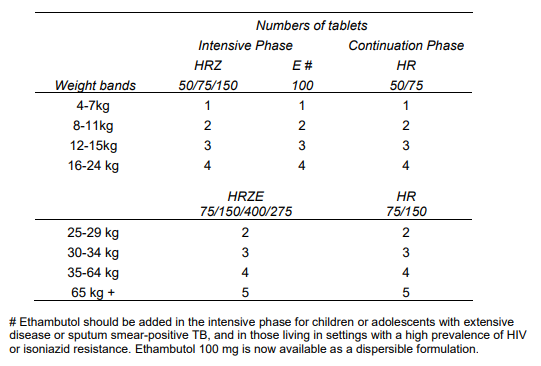 Numbers of tablets
Intensive Phase Continuation Phase
HRZ E # HR
Weight bands 50/75/150 100 50/75
4-7kg 1 1 1
8-11kg 2 2 2
12-15kg 3 3 3
16-24 kg 4 4 4
HRZE HR
75/150/400/275 75/150
25-29 kg 2 2
30-34 kg 3 3
35-64 kg 4 4
65 kg + 5 5
# Ethambutol should be added in the intensive phase for children or adolescents with extensive
disease or sputum smear-positive TB, and in those living in settings with a high prevalence of HIV
or isoniazid resistance. Ethambutol 100 mg is now available as a dispersible formulation.